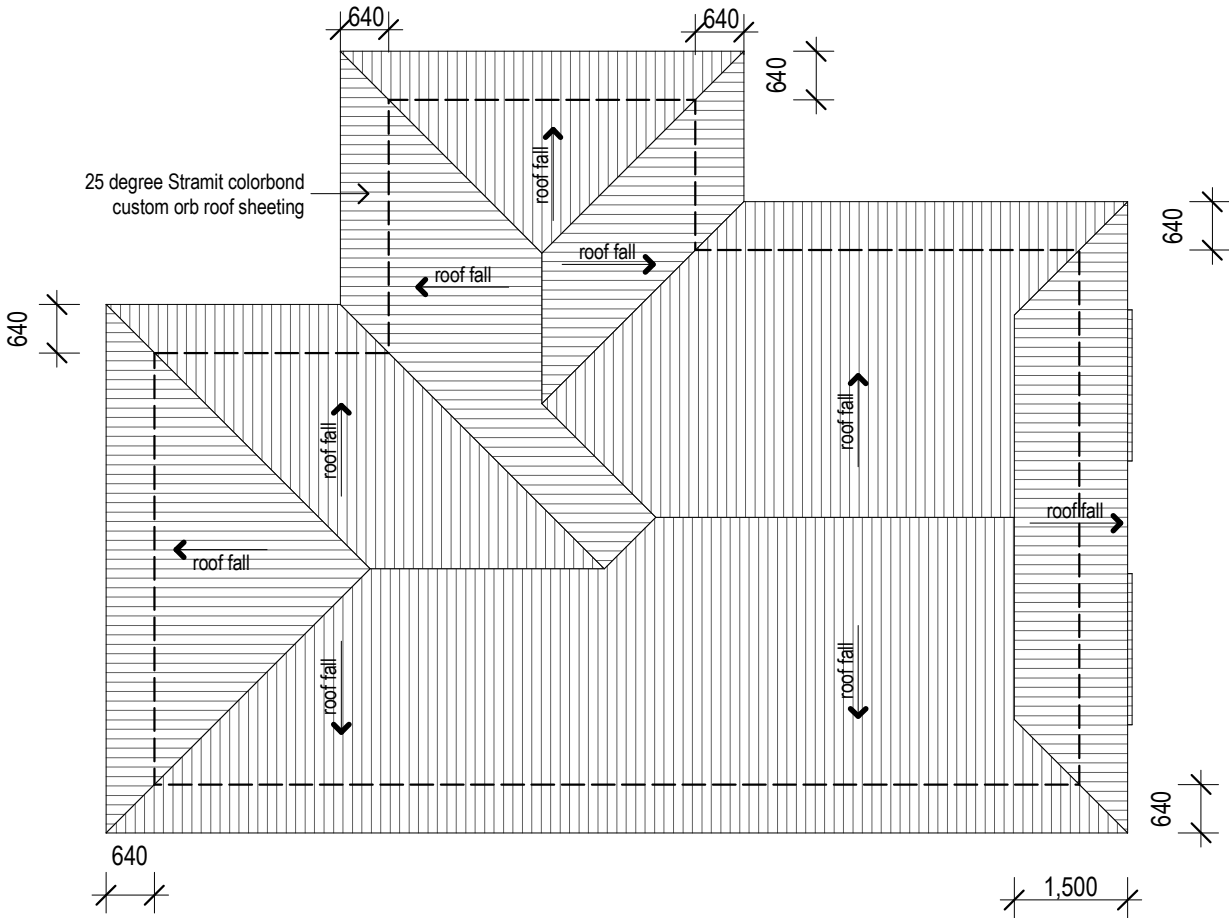 640
640
640
25 degree Stramit colorbond
custom orb roof sheeting
roof fall
640
roof fall
roof fall
640
roof fall
roof fall
roof fall
roof fall
roof fall
roof fall
640
640
1,500